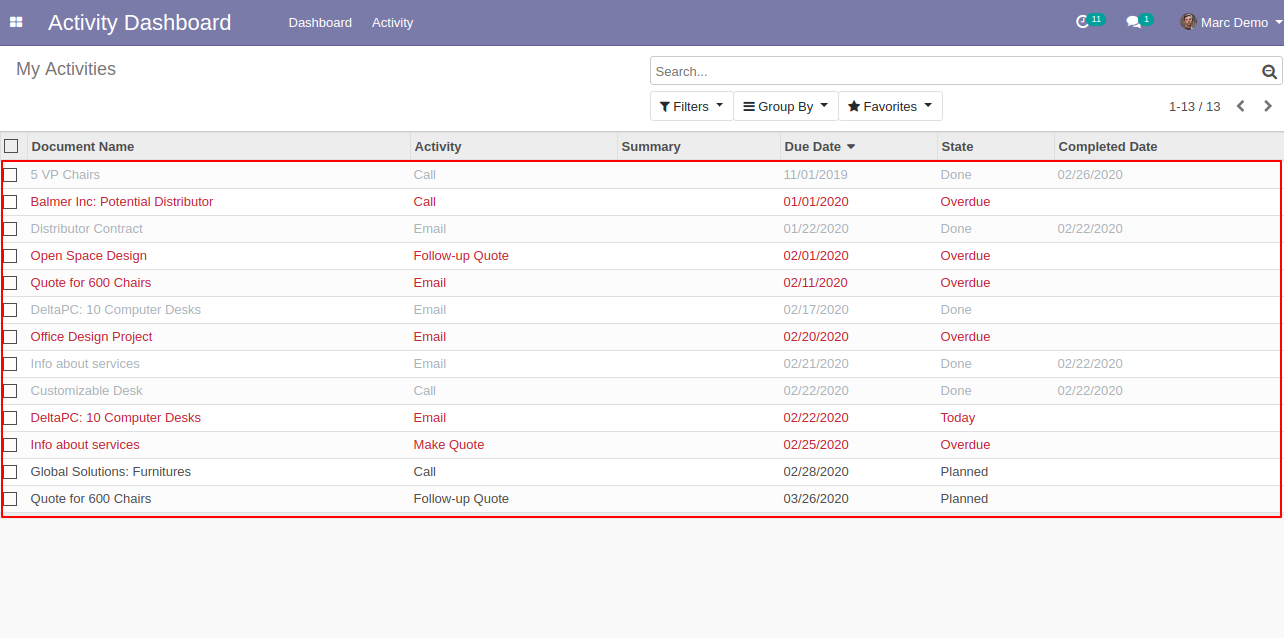 Activity Dashboard Dashboard Activity 11 1 Marc Demo
My Activities
Search...
Filters Group By Favorites 1-13 / 13
Document Name Activity Summary Due Date State Completed Date
5 VP Chairs Call 11/01/2019 Done 02/26/2020
Balmer Inc: Potential Distributor Call 01/01/2020 Overdue
Distributor Contract Email 01/22/2020 Done 02/22/2020
Open Space Design Follow-up Quote 02/01/2020 Overdue
Quote for 600 Chairs Email 02/11/2020 Overdue
DeltaPC: 10 Computer Desks Email 02/17/2020 Done
Office Design Project Email 02/20/2020 Overdue
Info about services Email 02/21/2020 Done 02/22/2020
Customizable Desk Call 02/22/2020 Done 02/22/2020
DeltaPC: 10 Computer Desks Email 02/22/2020 Today
Info about services Make Quote 02/25/2020 Overdue
Global Solutions: Furnitures Call 02/28/2020 Planned
Quote for 600 Chairs Follow-up Quote 03/26/2020 Planned